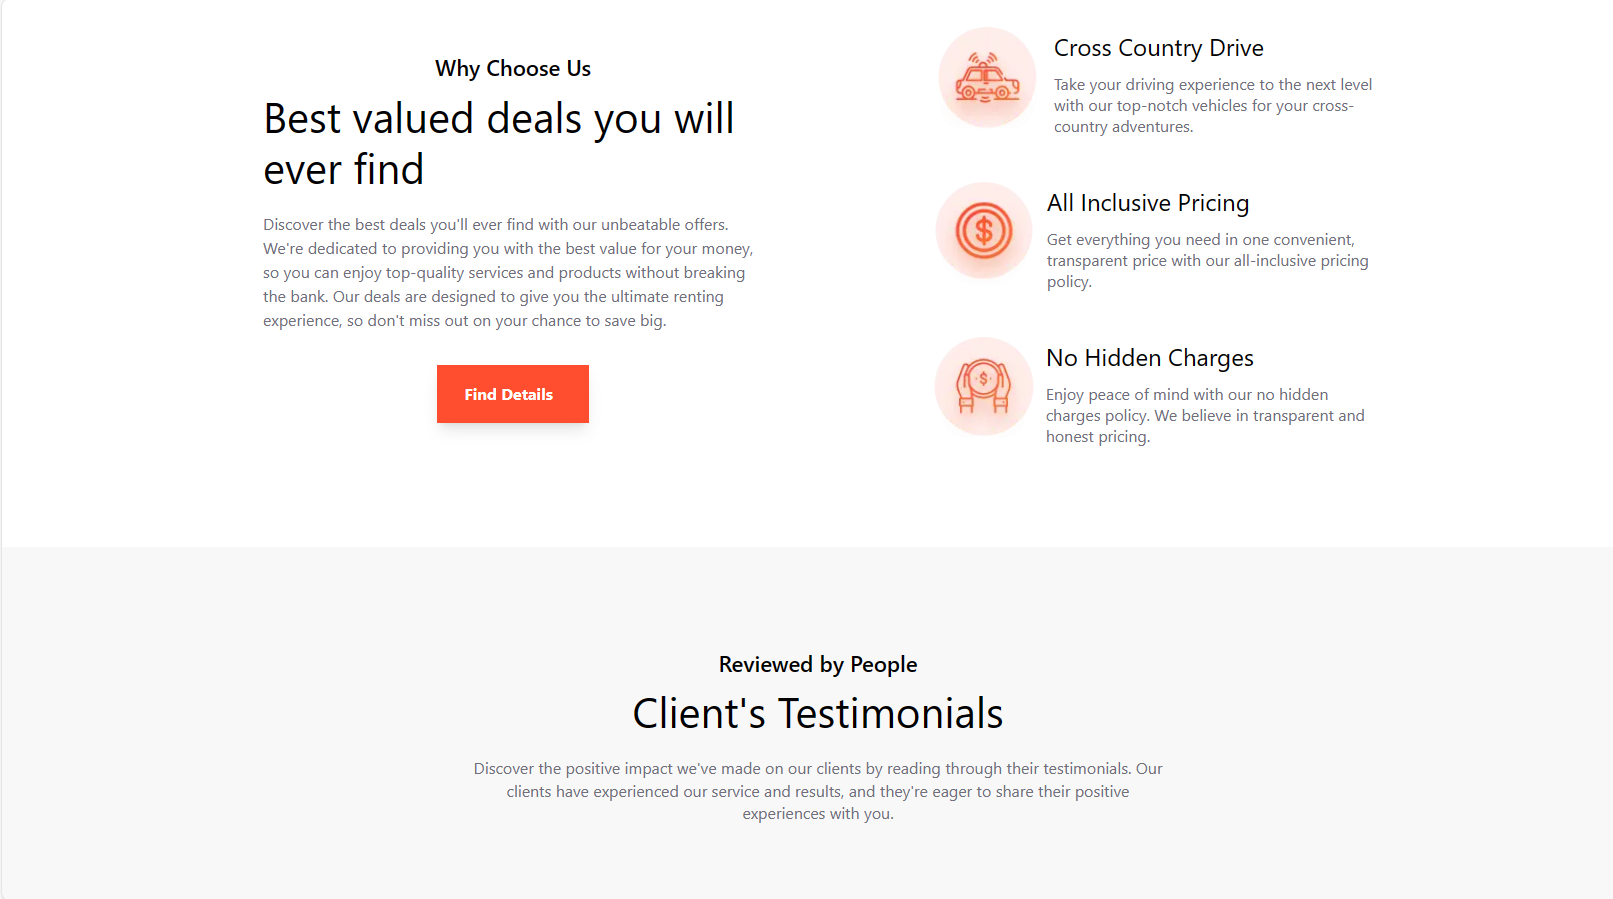 Why Choose Us
Best valued deals you will
ever find
Discover the best deals you'll ever find with our unbeatable offers.
We're dedicated to providing you with the best value for your money,
so you can enjoy top-quality services and products without breaking
the bank. Our deals are designed to give you the ultimate renting
experience, so don't miss out on your chance to save big.
Find Details
Cross Country Drive
Take your driving experience to the next level
with our top-notch vehicles for your cross-
country adventures.
$
All Inclusive Pricing
Get everything you need in one convenient,
transparent price with our all-inclusive pricing
policy.
$
No Hidden Charges
Enjoy peace of mind with our no hidden
charges policy. We believe in transparent and
honest pricing.
Reviewed by People
Client's Testimonials
Discover the positive impact we've made on our clients by reading through their testimonials. Our
clients have experienced our service and results, and they're eager to share their positive
experiences with you.